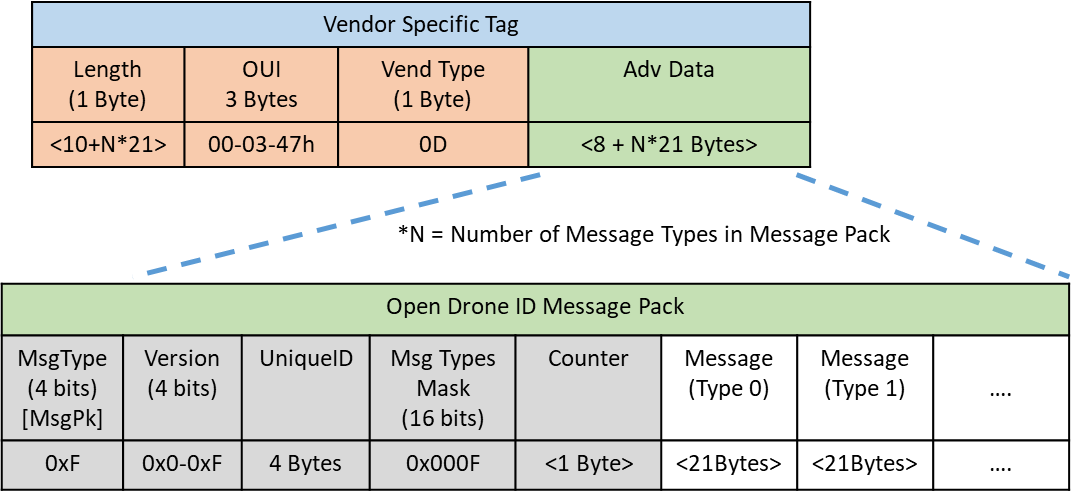 Vendor Specific Tag
Length
(1 Byte)
OUI
3 Bytes
Vend Type
(1 Byte)
Adv Data
<10+N*21>
00-03-47h
0D
<8 + N*21 Bytes>
*N = Number of Message Types in Message Pack
Open Drone ID Message Pack
MsgType
(4 bits)
[MsgPk]
Version
(4 bits)
UniqueID
Msg Types
Mask
(16 bits)
Counter
Message
(Type 0)
Message
(Type 1)
....
0xF
0x0-0xF
4 Bytes
0x000F
<1 Byte>
<21Bytes>
<21Bytes>
....